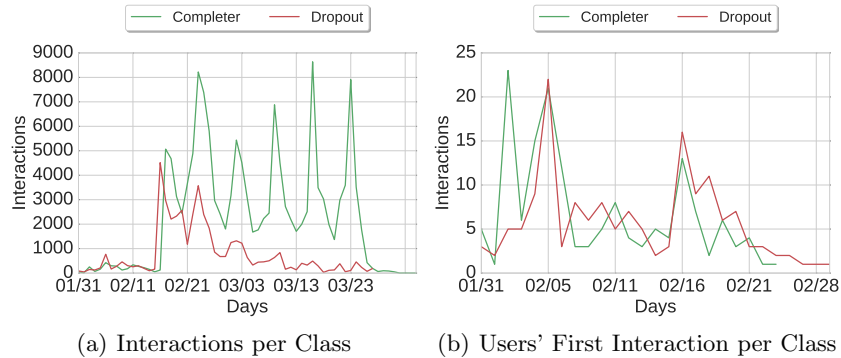 Completer Dropout
Completer Dropout
9000
8000
7000
6000
5000
4000
3000
2000
1000
0
Interactions
01/31 02/11 02/21 03/03 03/13 03/23
Days
25
20
15
10
5
0
Interactions
01/31 02/05 02/11 02/16 02/21 02/28
Days
(a) Interactions per Class
(b) Users' First Interaction per Class